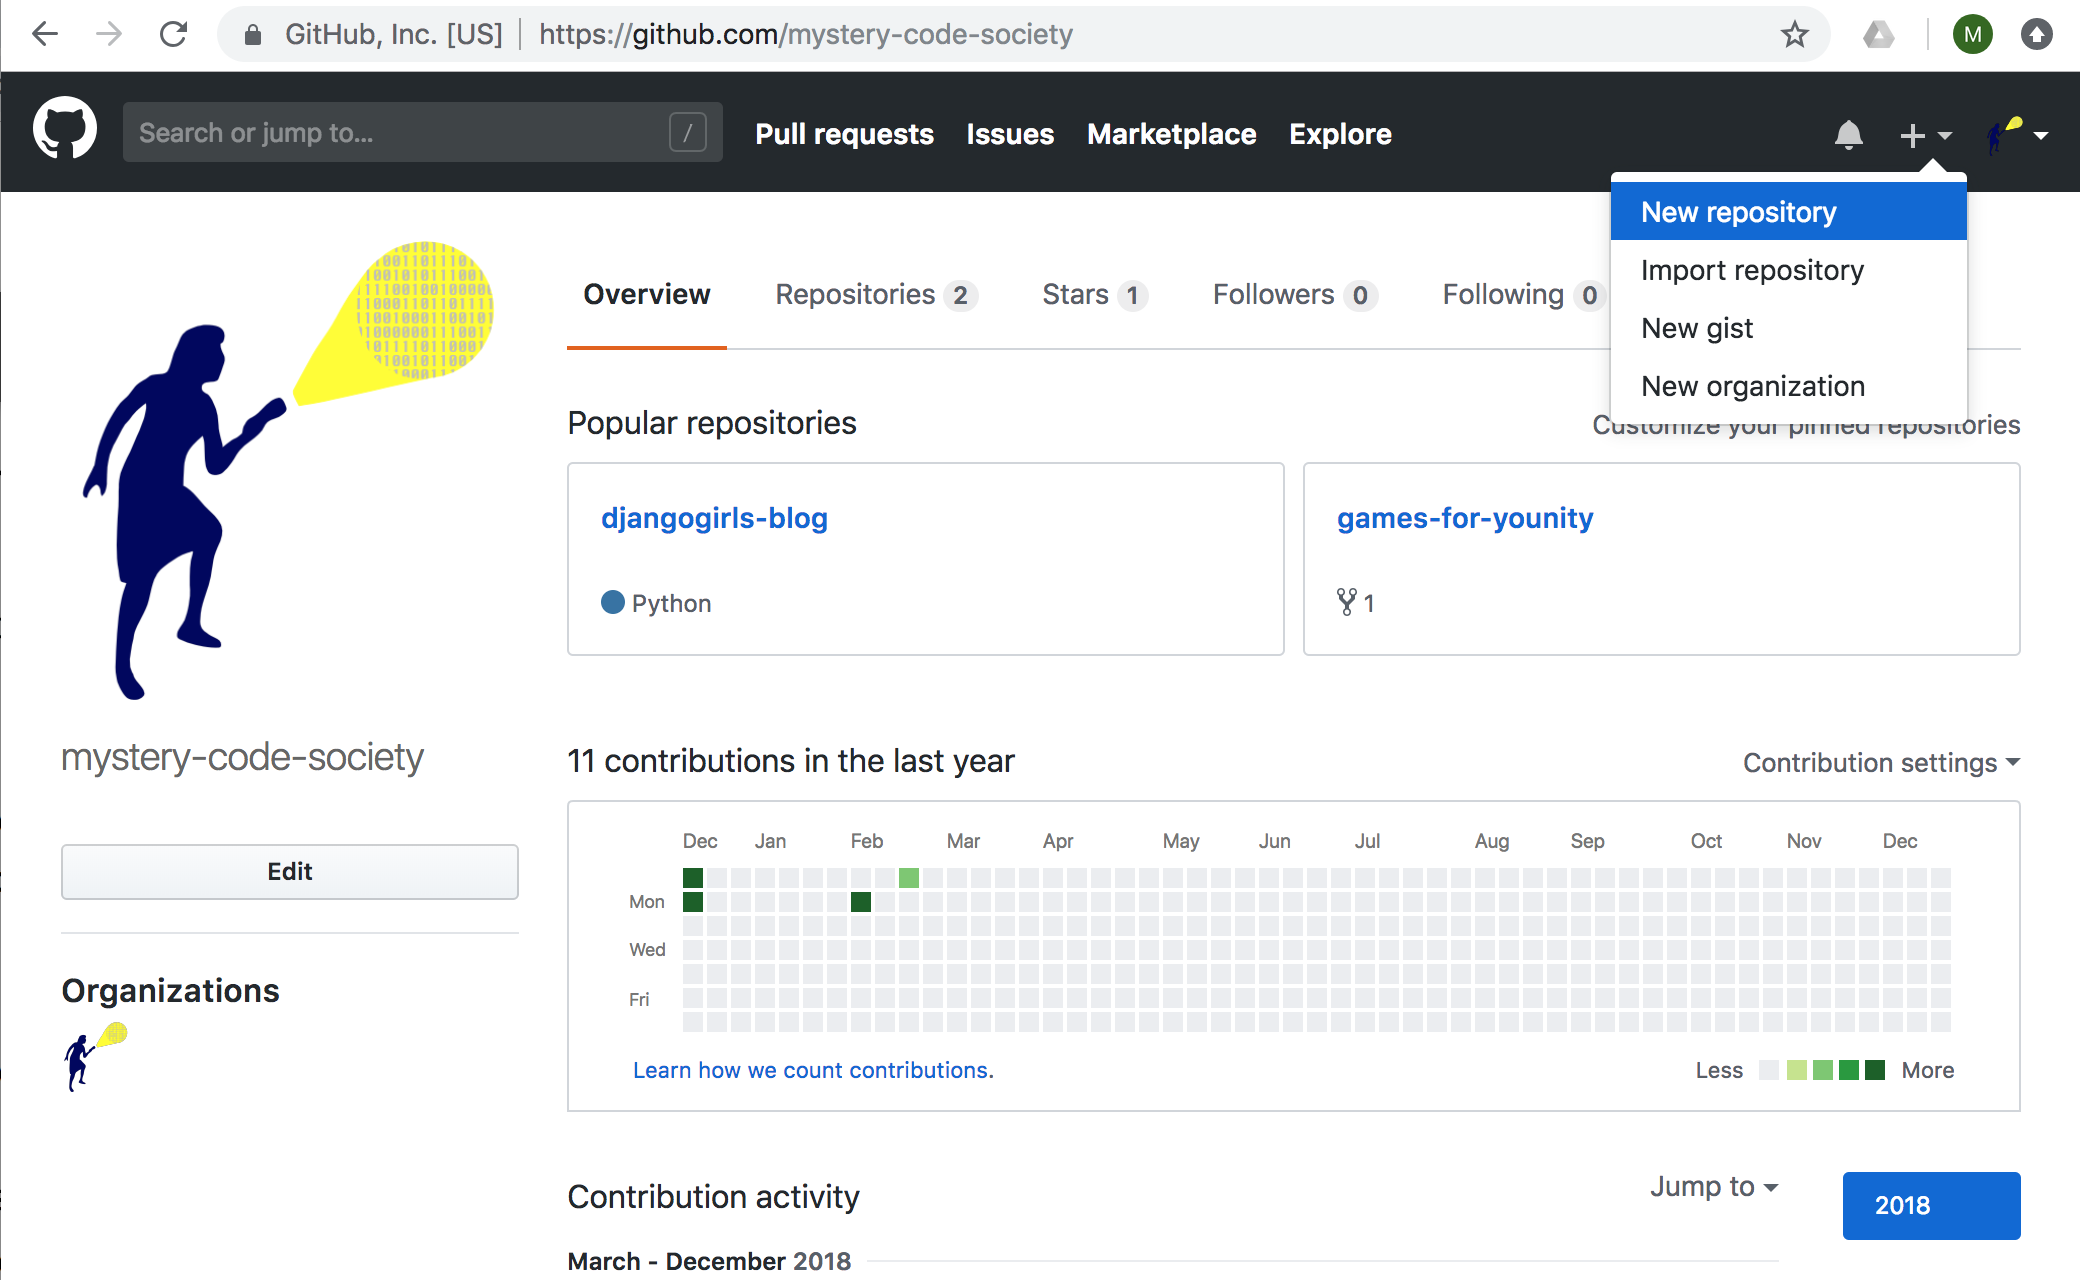 GitHub, Inc. [US] | https://github.com/mystery-code-society
M
Search or jump to...
/
Pull requests Issues Marketplace Explore
New repository
Import repository
New gist
New organization
Overview Repositories 2 Stars 1 Followers 0 Following 0
Popular repositories
Customize your pinned repositories
djangogirls-blog
Python
games-for-younity
1
mystery-code-society
Edit
Organizations
11 contributions in the last year
Contribution settings
Dec Jan Feb Mar Apr May Jun Jul Aug Sep Oct Nov Dec
Mon
Wed
Fri
Learn how we count contributions.
Less More
Contribution activity
Jump to
2018
March - December 2018